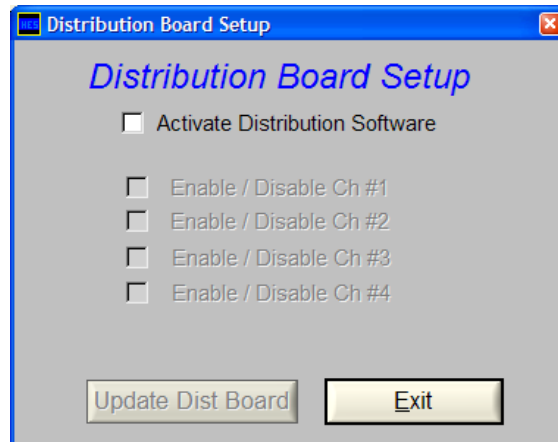 HES Distribution Board Setup
Distribution Board Setup
Activate Distribution Software
Enable / Disable Ch #1
Enable / Disable Ch #2
Enable / Disable Ch #3
Enable / Disable Ch #4
Update Dist Board Exit